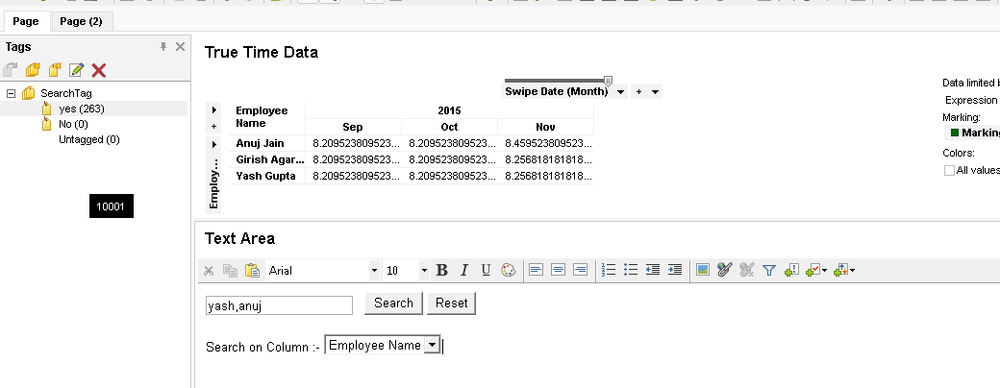 Page Page (2)
Tags
SearchTag
yes (263)
No (0)
Untagged (0)
10001
True Time Data
Swipe Date (Month) +
Employee Name 2015
+ Sep Oct Nov
Employ...
Anuj Jain 8.209523809523... 8.209523809523... 8.459523809523...
Girish Agar... 8.209523809523... 8.209523809523... 8.256818181818...
Yash Gupta 8.209523809523... 8.209523809523... 8.256818181818...
Data limited b
Expression
Marking:
Marking
Colors:
All values
Text Area
Arial 10 B I U
yash,anuj Search Reset
Search on Column :- Employee Name